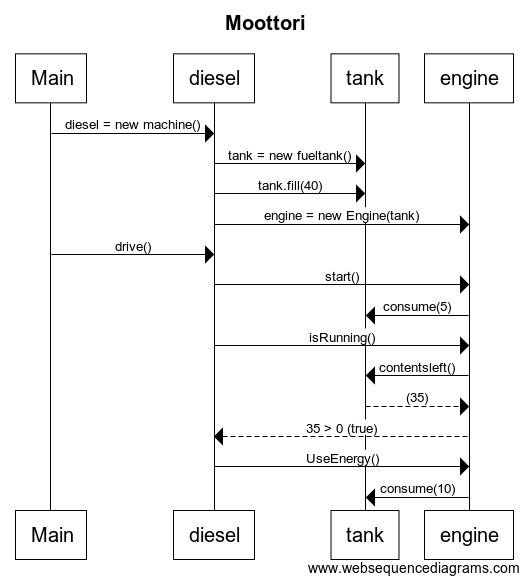 Moottori
Main diesel tank engine
diesel = new machine()
tank = new fueltank()
tank.fill(40)
engine = new Engine(tank)
drive()
start()
consume(5)
isRunning()
contentsleft()
(35)
35 > 0 (true)
UseEnergy()
consume(10)
Main diesel tank engine
www.websequencediagrams.com